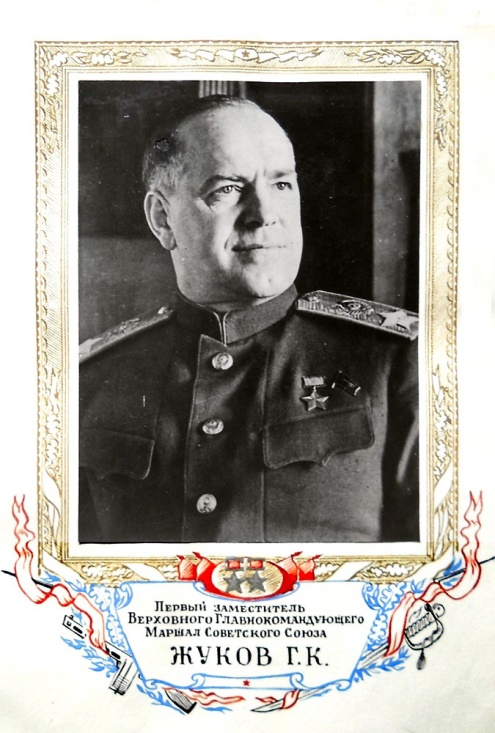 Первый заместитель
Верховного Главнокомандующего
Маршал Советского Союза
ЖУКОВ Г.К.